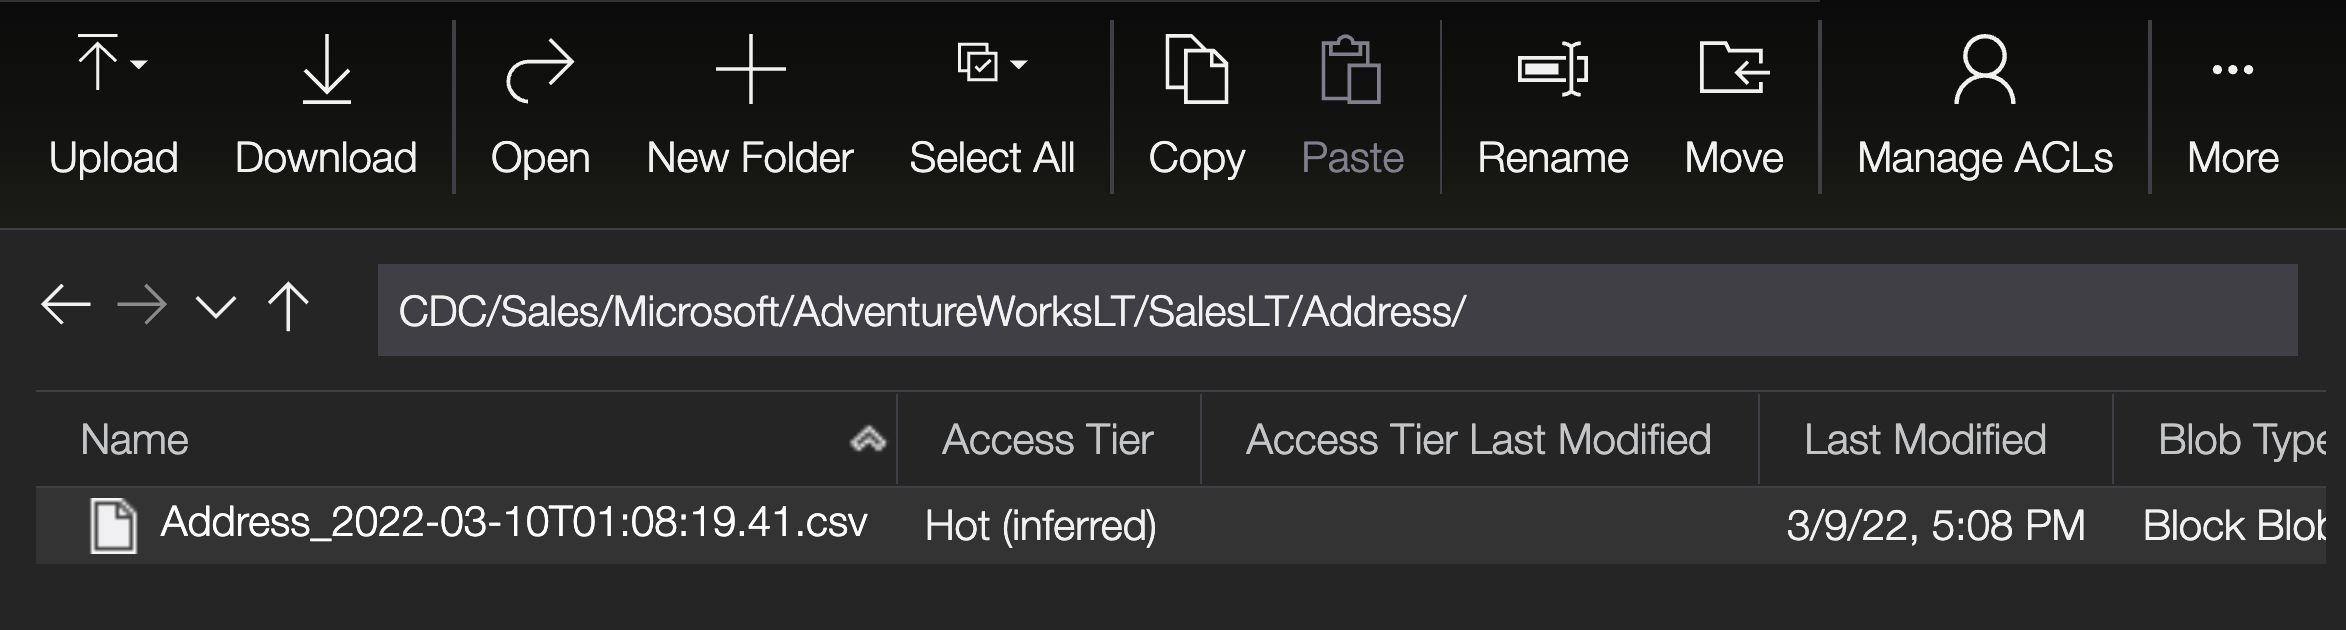 Upload Download Open New Folder Select All Copy Paste Rename Move Manage ACLs More
CDC/Sales/Microsoft/AdventureWorksLT/SalesLT/Address/
Name Access Tier Access Tier Last Modified Last Modified Blob Type
Address_2022-03-10T01:08:19.41.csv Hot (inferred) 3/9/22, 5:08 PM Block Blob